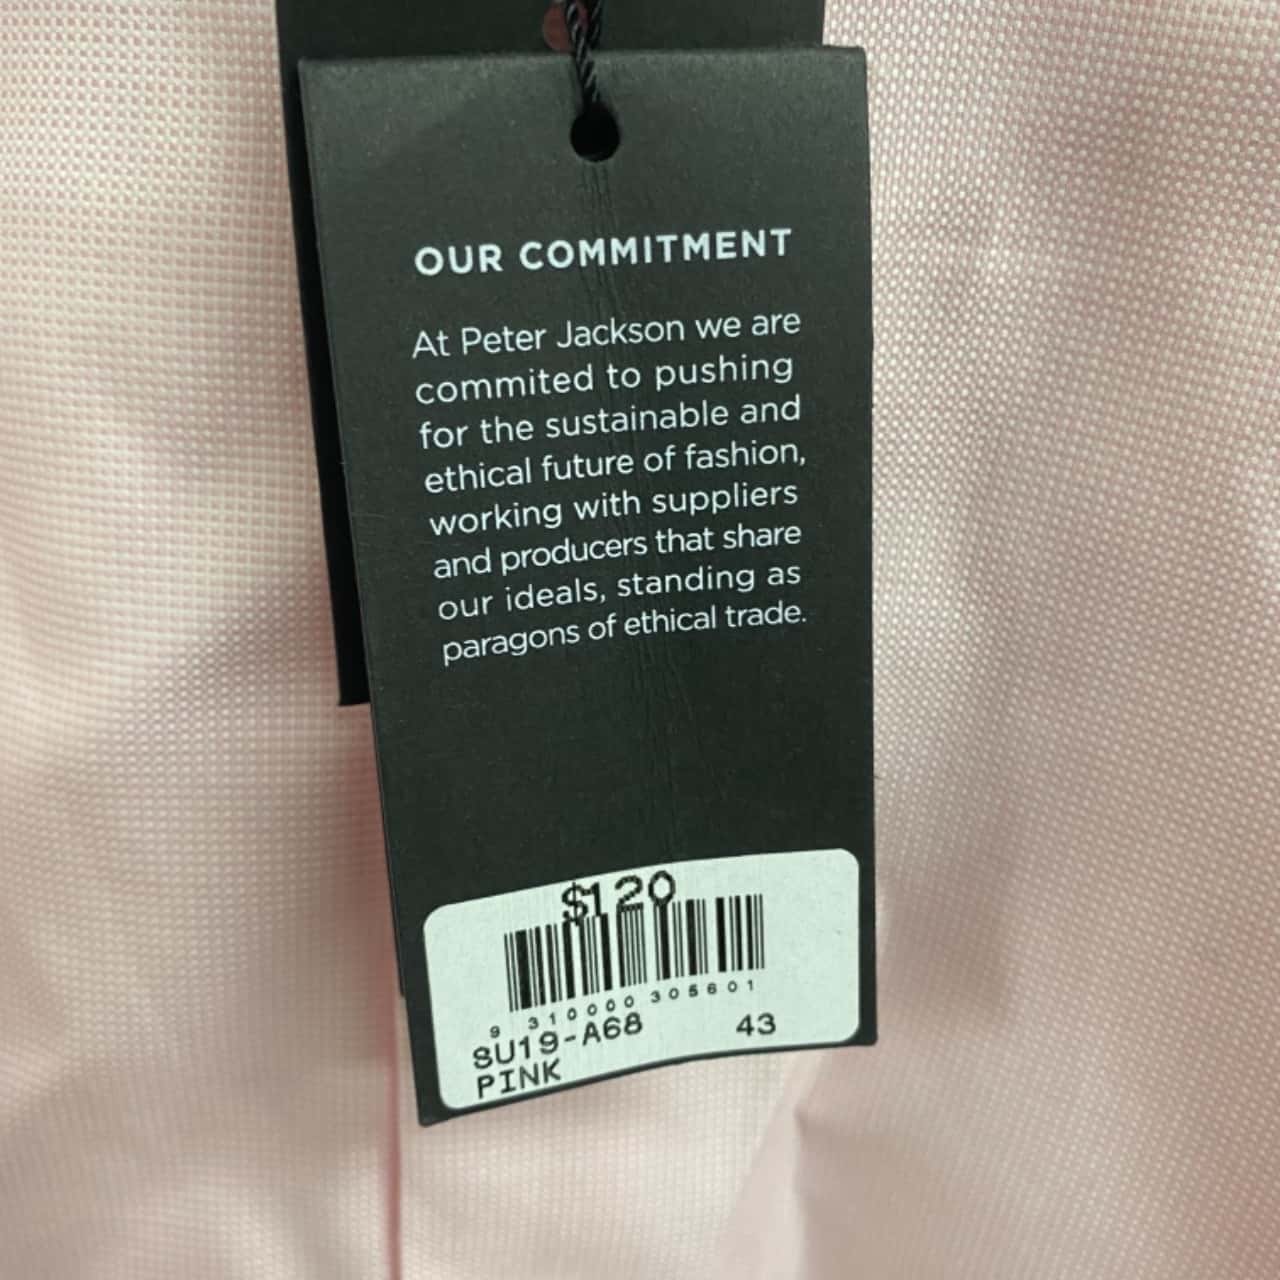 OUR COMMITMENT
At Peter Jackson we are
commited to pushing
for the sustainable and
ethical future of fashion,
working with suppliers
and producers that share
our ideals, standing as
paragons of ethical trade.
$120
9 310000 305601
SU19-A68 43
PINK